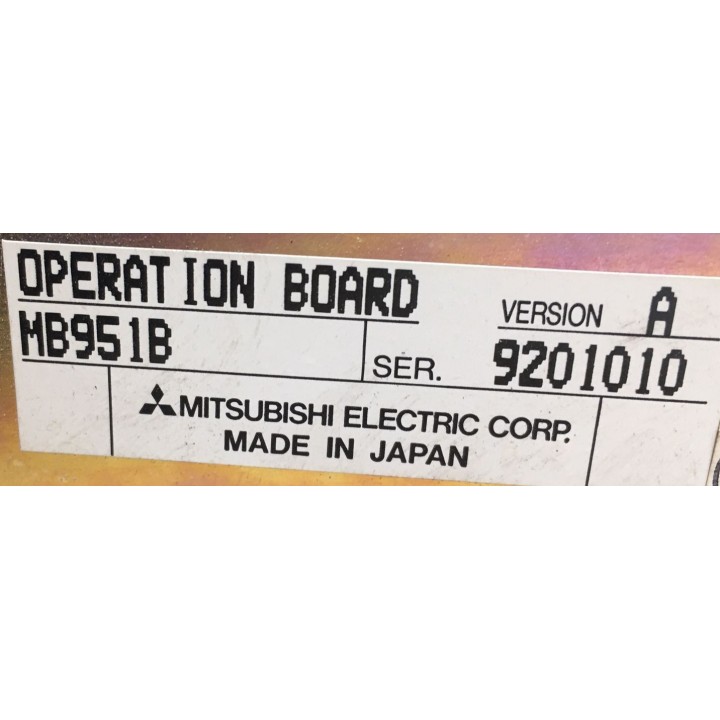 OPERATION BOARD
VERSION A
MB951B
SER. 9201010
MITSUBISHI ELECTRIC CORP.
MADE IN JAPAN